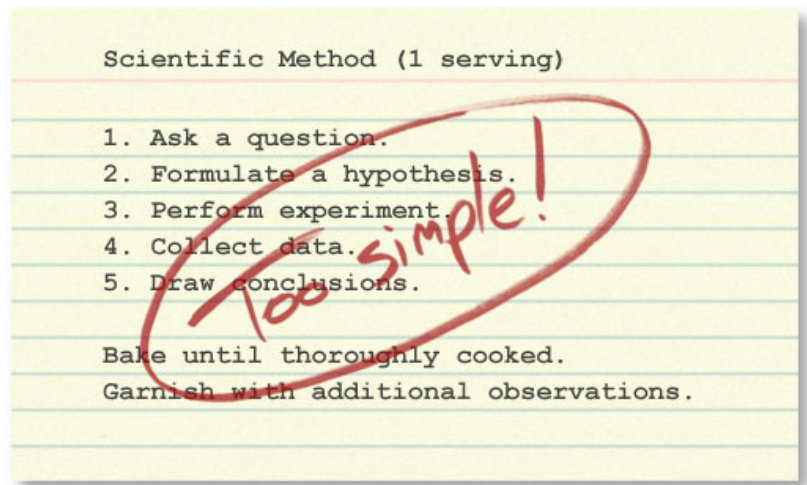 Scientific Method (1 serving)
1. Ask a question.
2. Formulate a hypothesis.
3. Perform experiment.
4. Collect data.
5. Draw conclusions.
Too simple!
Bake until thoroughly cooked.
Garnish with additional observations.